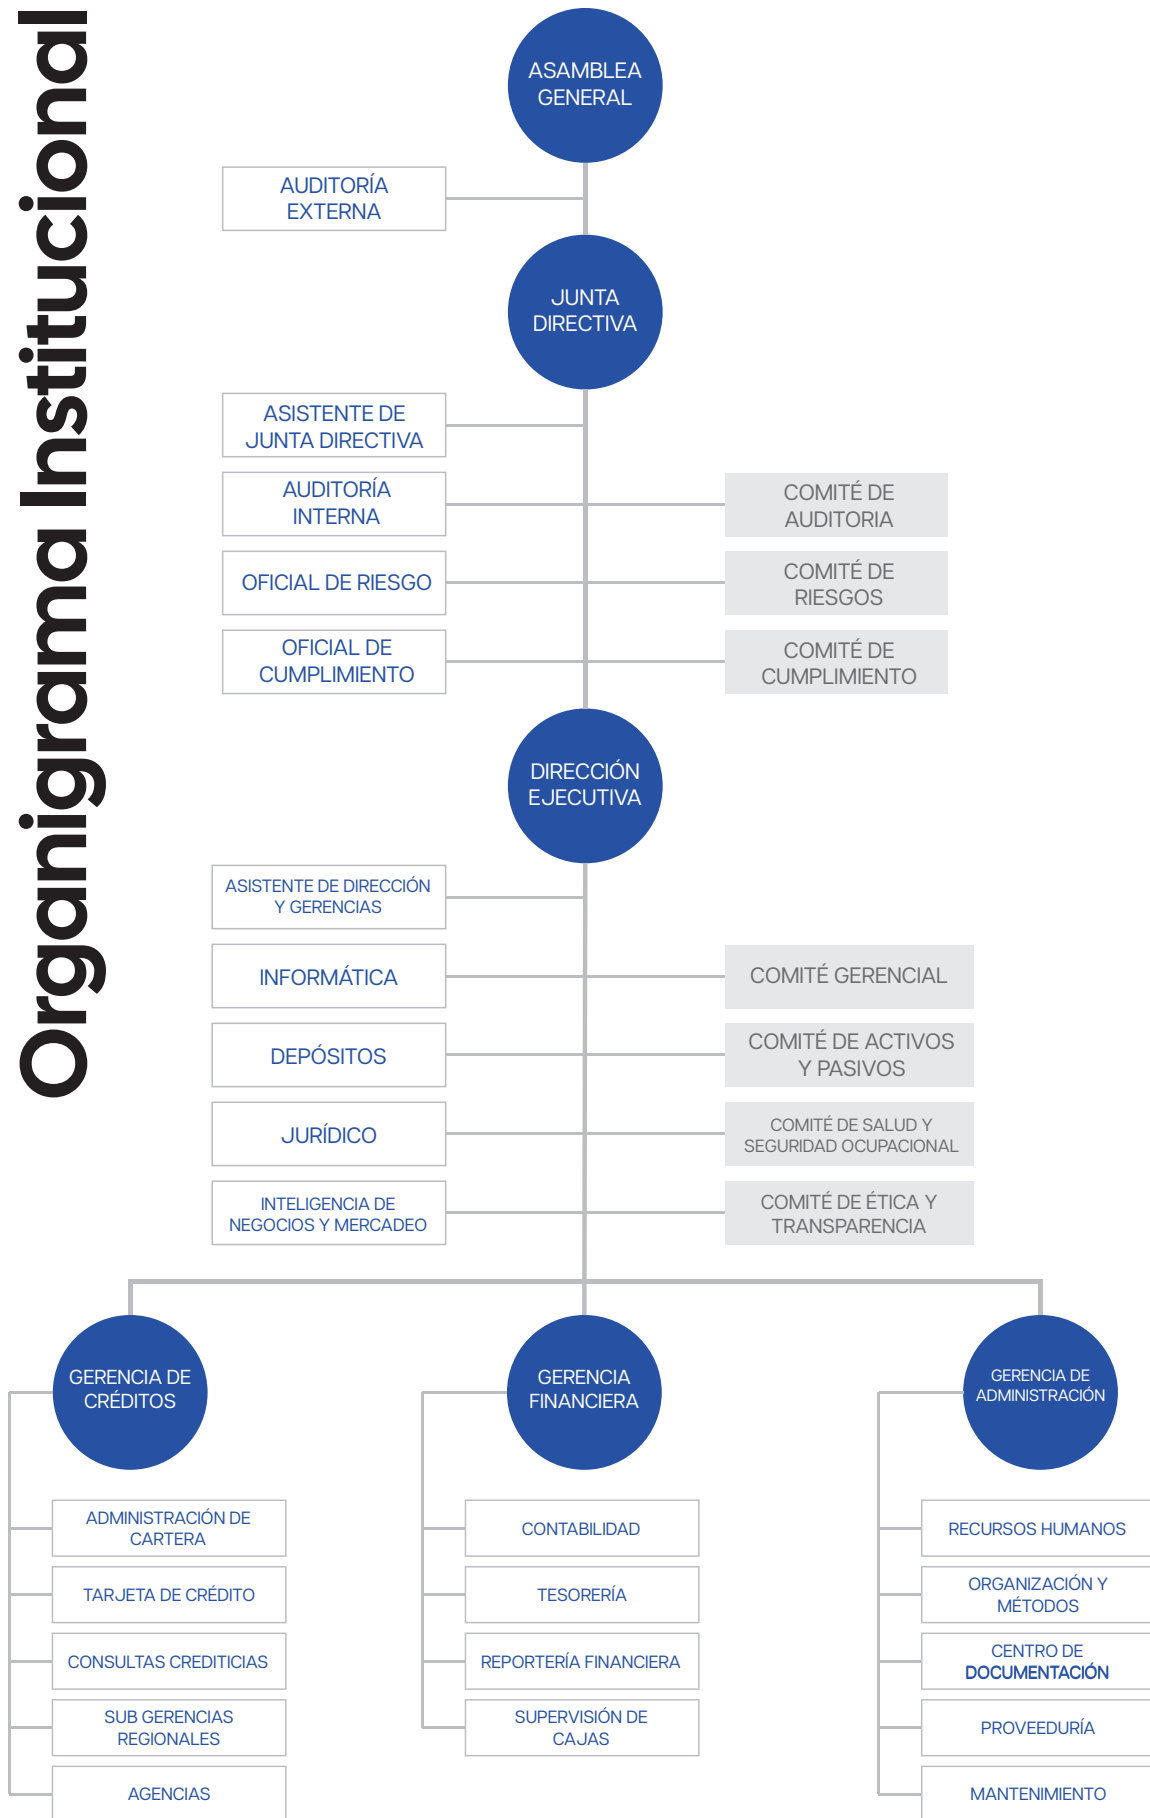 Organigrama Institucional
ASAMBLEA
GENERAL
AUDITORÍA
EXTERNA
JUNTA
DIRECTIVA
ASISTENTE DE
JUNTA DIRECTIVA
AUDITORÍA
INTERNA
COMITÉ DE
AUDITORIA
OFICIAL DE RIESGO
COMITÉ DE
RIESGOS
OFICIAL DE
CUMPLIMIENTO
COMITÉ DE
CUMPLIMIENTO
DIRECCIÓN
EJECUTIVA
ASISTENTE DE DIRECCIÓN
Y GERENCIAS
INFORMÁTICA
COMITÉ GERENCIAL
DEPÓSITOS
COMITÉ DE ACTIVOS
Y PASIVOS
JURÍDICO
COMITÉ DE SALUD Y
SEGURIDAD OCUPACIONAL
INTELIGENCIA DE
NEGOCIOS Y MERCADEO
COMITÉ DE ÉTICA Y
TRANSPARENCIA
GERENCIA DE
CRÉDITOS
ADMINISTRACIÓN DE
CARTERA
TARJETA DE CRÉDITO
CONSULTAS CREDITICIAS
SUB GERENCIAS
REGIONALES
AGENCIAS
GERENCIA
FINANCIERA
CONTABILIDAD
TESORERÍA
REPORTERÍA FINANCIERA
SUPERVISIÓN DE
CAJAS
GERENCIA DE
ADMINISTRACIÓN
RECURSOS HUMANOS
ORGANIZACIÓN Y
MÉTODOS
CENTRO DE
DOCUMENTACIÓN
PROVEEDURÍA
MANTENIMIENTO